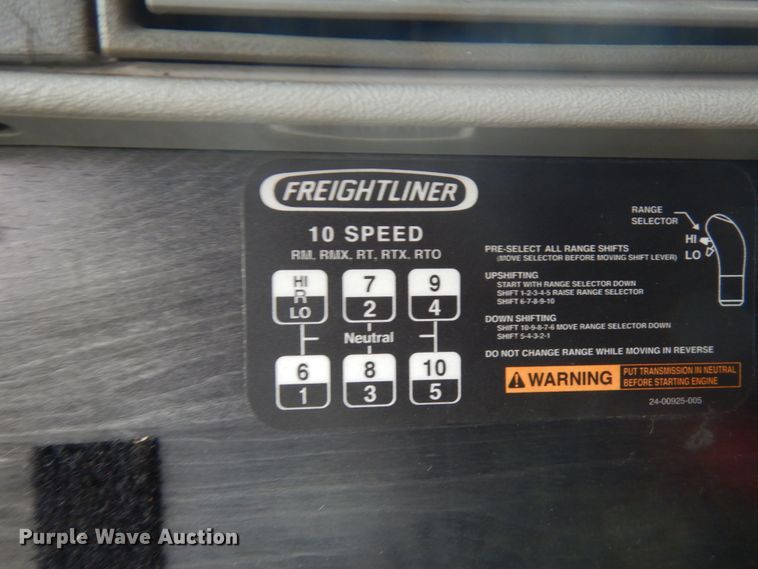 FREIGHTLINER
10 SPEED
RM, RMX, RT, RTX, RTO
HI
R
LO
7
2
9
4
Neutral
6
1
8
3
10
5
RANGE
SELECTOR
HI
LO
PRE-SELECT ALL RANGE SHIFTS
(MOVE SELECTOR BEFORE MOVING SHIFT LEVER)
UPSHIFTING
START WITH RANGE SELECTOR DOWN
SHIFT 1-2-3-4-5 RAISE RANGE SELECTOR
SHIFT 6-7-8-9-10
DOWN SHIFTING
SHIFT 10-9-8-7-6 MOVE RANGE SELECTOR DOWN
SHIFT 5-4-3-2-1
DO NOT CHANGE RANGE WHILE MOVING IN REVERSE
WARNING
PUT TRANSMISSION IN NEUTRAL
BEFORE STARTING ENGINE
24-00925-005
Purple Wave Auction